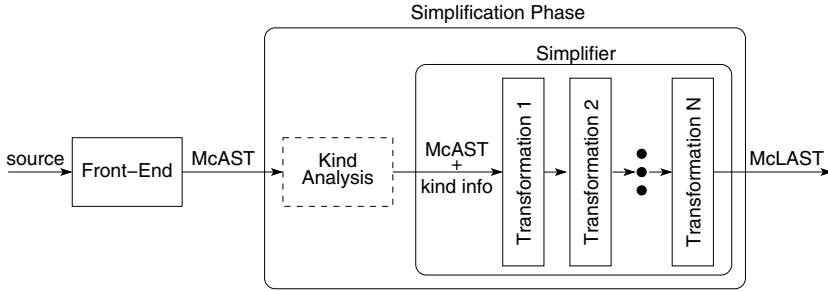 Simplification Phase
Simplifier
source
Front-End
McAST
Kind
Analysis
McAST
+
kind info
Transformation 1
Transformation 2
Transformation N
McLAST